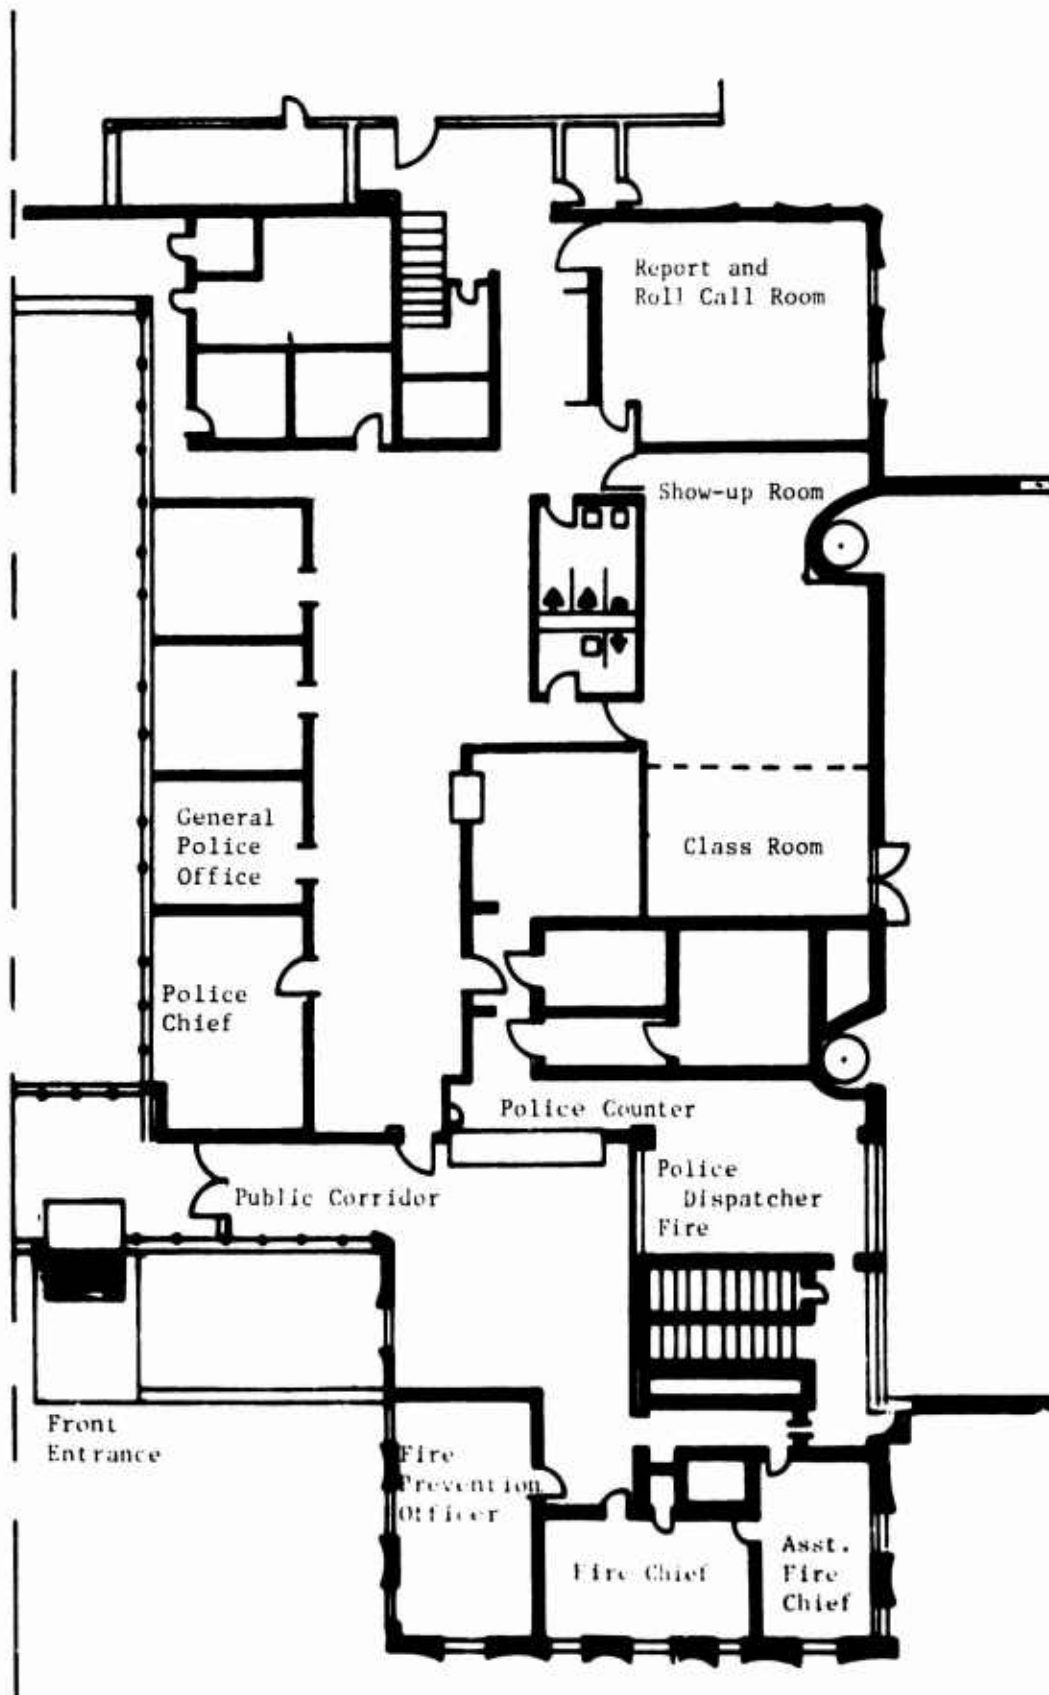 Report and
Roll Call Room
Show-up Room
General
Police
Office
Class Room
Police
Chief
Police Counter
Police
Dispatcher
Fire
Public Corridor
Front
Entrance
Fire
Prevention
Officer
Fire Chief
Asst.
Fire
Chief